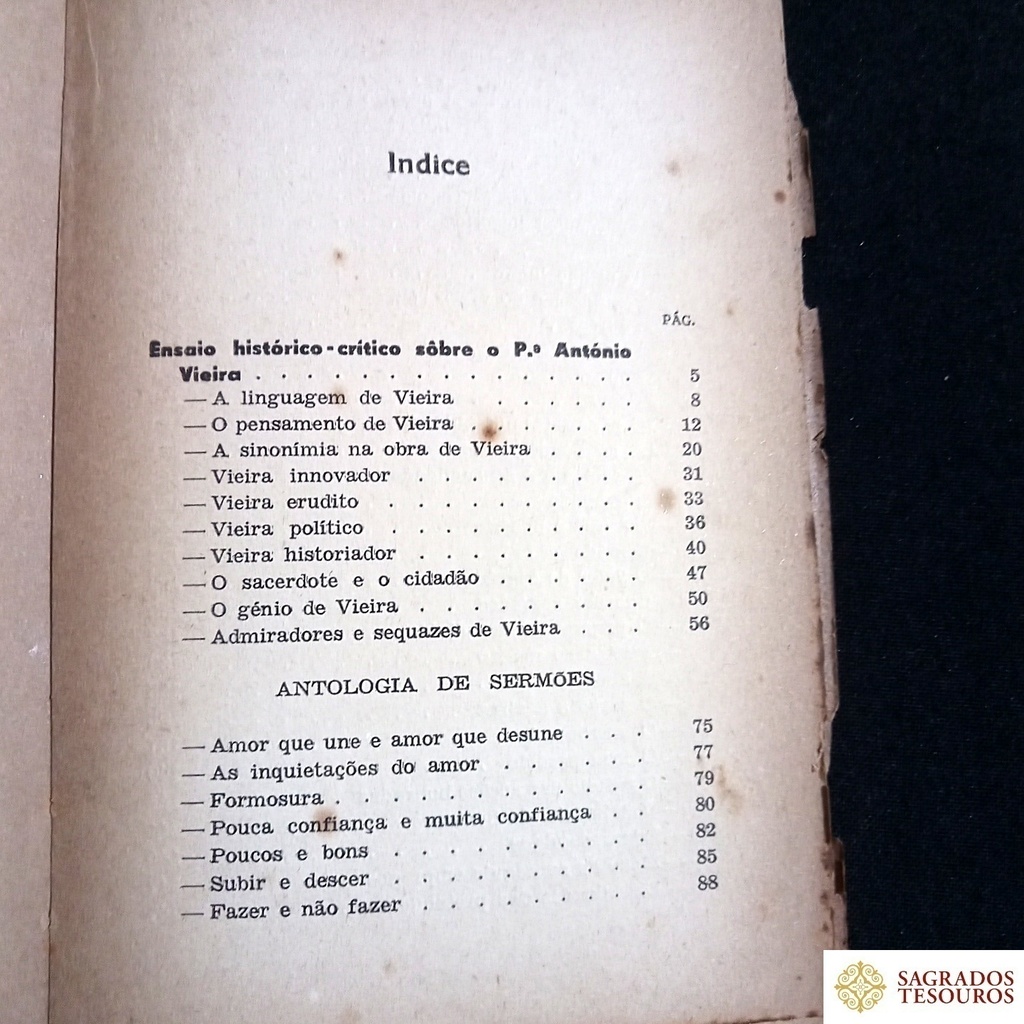 Indice
PÁG.
Ensaio histórico-crítico sôbre o P.ᵉ António
Vieira . . . . . . . . . . . . . . . 5
— A linguagem de Vieira . . . . . . 8
— O pensamento de Vieira . . . . . . . 12
— A sinonímia na obra de Vieira . . . . 20
— Vieira innovador . . . . . . . . . 31
— Vieira erudito . . . . . . . . . . 33
— Vieira político . . . . . . . . . . 36
— Vieira historiador . . . . . . . . . 40
— O sacerdote e o cidadão . . . . . . 47
— O génio de Vieira . . . . . . . . . 50
— Admiradores e sequazes de Vieira . . . 56
ANTOLOGIA DE SERMÕES
— Amor que une e amor que desune . . . 75
— As inquietações do amor . . . . . . 77
— Formosura . . . . . . . . . . . . 79
— Pouca confiança e muita confiança . . 80
— Poucos e bons . . . . . . . . . . 82
— Subir e descer . . . . . . . . . . 85
— Fazer e não fazer . . . . . . . . . 88
SAGRADOS
TESOUROS